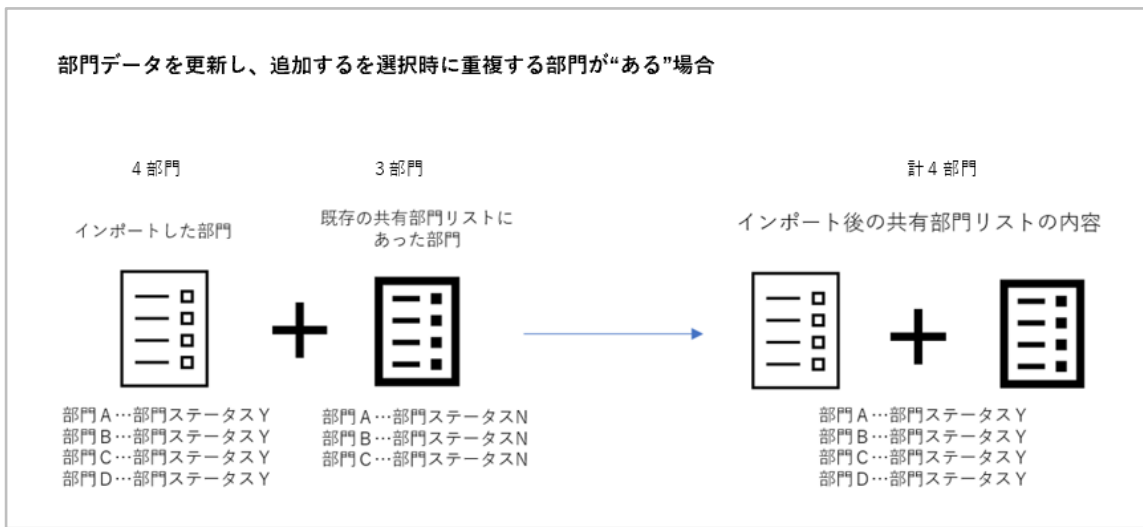 部門データを更新し、追加するを選択時に重複する部門が“ある”場合
4 部門
インポートした部門
部門A…部門ステータスY
部門B…部門ステータスY
部門C…部門ステータスY
部門D…部門ステータスY
3 部門
既存の共有部門リストに
あった部門
部門A…部門ステータスN
部門B…部門ステータスN
部門C…部門ステータスN
計4 部門
インポート後の共有部門リストの内容
部門A…部門ステータスY
部門B…部門ステータスY
部門C…部門ステータスY
部門D…部門ステータスY